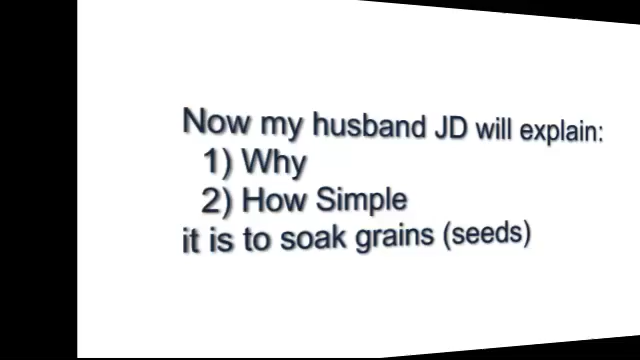 Now my husband JD will explain:
1) Why
2) How Simple
it is to soak grains (seeds)